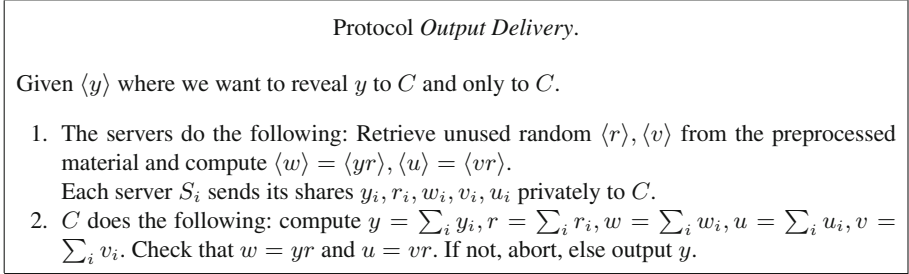 Protocol Output Delivery.
Given ⟨y⟩ where we want to reveal y to C and only to C.
1. The servers do the following: Retrieve unused random ⟨r⟩, ⟨v⟩ from the preprocessed
material and compute ⟨w⟩ = ⟨yr⟩, ⟨u⟩ = ⟨vr⟩.
Each server S_i sends its shares y_i, r_i, w_i, v_i, u_i privately to C.
2. C does the following: compute y = ∑_i y_i, r = ∑_i r_i, w = ∑_i w_i, u = ∑_i u_i, v =
∑_i v_i. Check that w = yr and u = vr. If not, abort, else output y.